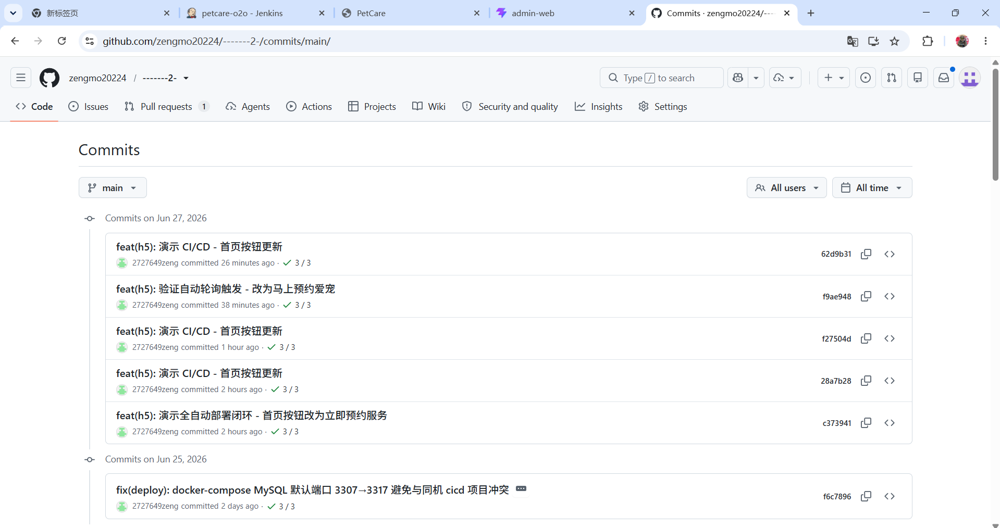 新标签页
petcare-o2o - Jenkins
PetCare
admin-web
Commits · zengmo20224/---
github.com/zengmo20224/-------2-/commits/main/
zengmo20224 / -------2-
Type / to search
Code
Issues
Pull requests 1
Agents
Actions
Projects
Wiki
Security and quality
Insights
Settings
Commits
main
All users
All time
Commits on Jun 27, 2026
feat(h5): 演示 CI/CD - 首页按钮更新
2727649zeng committed 26 minutes ago · 3 / 3
62d9b31
feat(h5): 验证自动轮询触发 - 改为马上预约爱宠
2727649zeng committed 38 minutes ago · 3 / 3
f9ae948
feat(h5): 演示 CI/CD - 首页按钮更新
2727649zeng committed 1 hour ago · 3 / 3
f27504d
feat(h5): 演示 CI/CD - 首页按钮更新
2727649zeng committed 2 hours ago · 3 / 3
28a7b28
feat(h5): 演示全自动部署闭环 - 首页按钮改为立即预约服务
2727649zeng committed 2 hours ago · 3 / 3
c373941
Commits on Jun 25, 2026
fix(deploy): docker-compose MySQL 默认端口 3307→3317 避免与同机 cicd 项目冲突
2727649zeng committed 2 days ago · 3 / 3
f6c7896